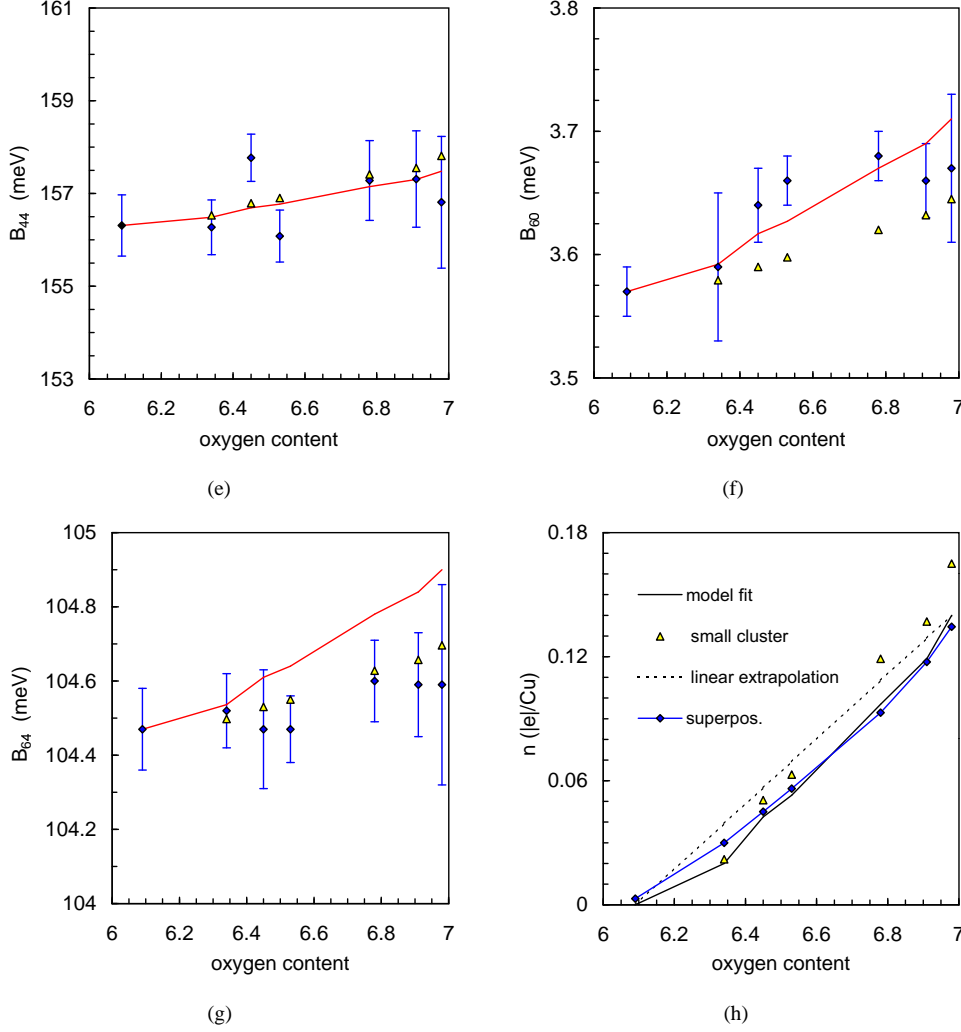 161
159
157
155
153
B44 (meV)
6 6.2 6.4 6.6 6.8 7
oxygen content
(e)
3.8
3.7
3.6
3.5
B60 (meV)
6 6.2 6.4 6.6 6.8 7
oxygen content
(f)
105
104.8
104.6
104.4
104.2
104
B64 (meV)
6 6.2 6.4 6.6 6.8 7
oxygen content
(g)
0.18
0.12
0.06
0
n (|e|/Cu)
model fit
small cluster
linear extrapolation
superpos.
6 6.2 6.4 6.6 6.8 7
oxygen content
(h)